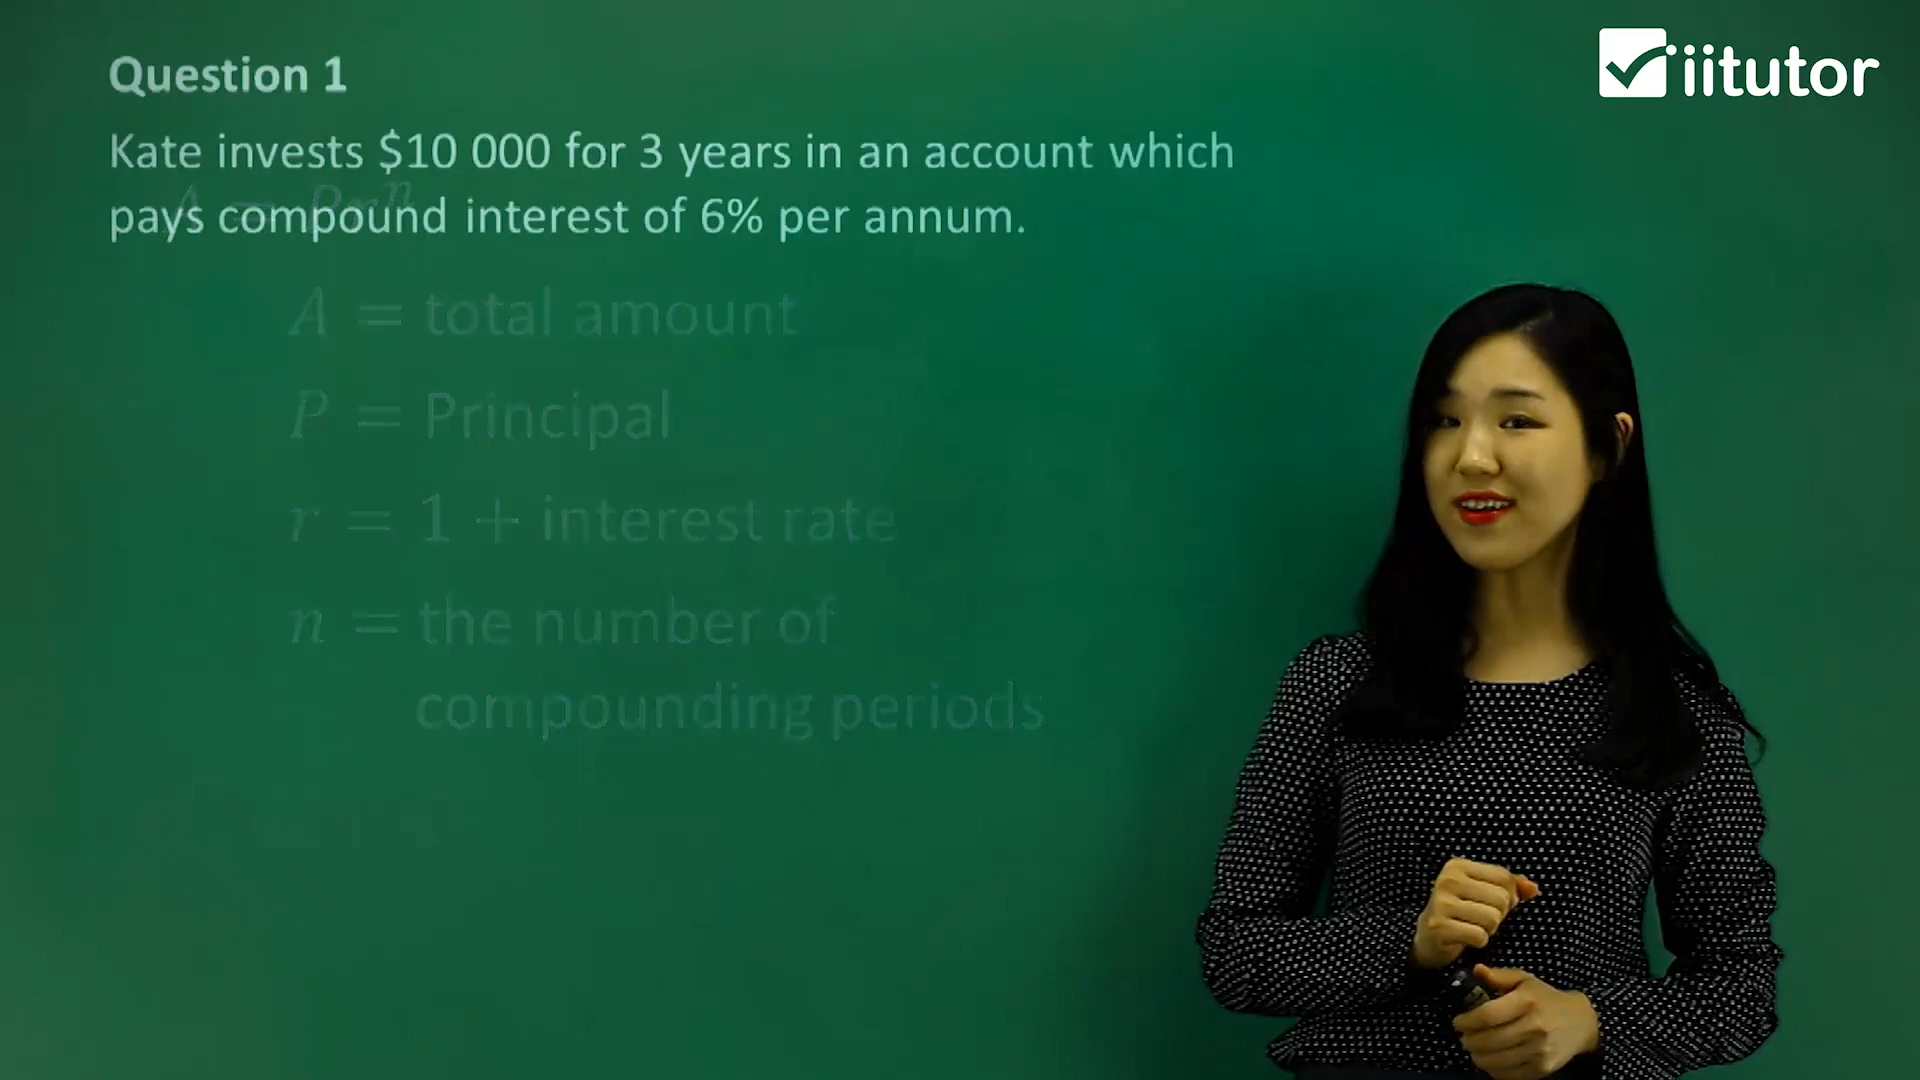 Question 1
iitutor
Kate invests $10 000 for 3 years in an account which
pays compound interest of 6% per annum.
A = Prⁿ
A = total amount
P = Principal
r = 1 + interest rate
n = the number of
compounding periods